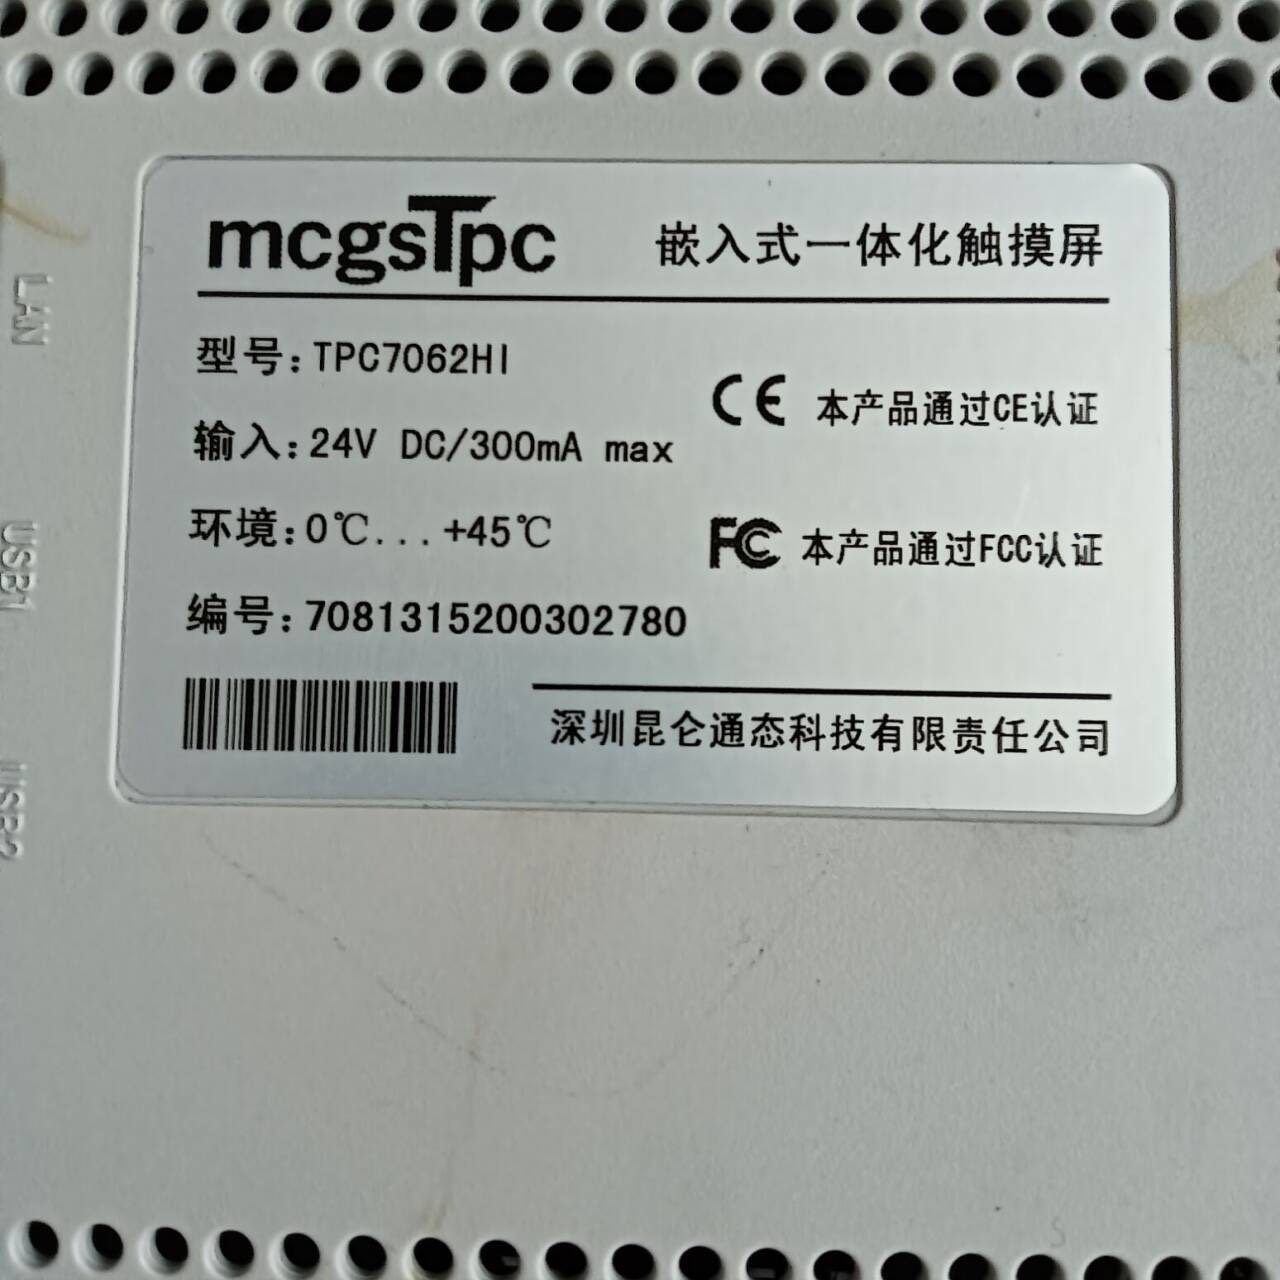 mcgsTpc 嵌入式一体化触摸屏
型号:TPC7062HI
输入:24V DC/300mA max
CE 本产品通过CE认证
环境:0℃...+45℃
FC 本产品通过FCC认证
编号:7081315200302780
深圳昆仑通态科技有限责任公司
LAN
USB1
USB2